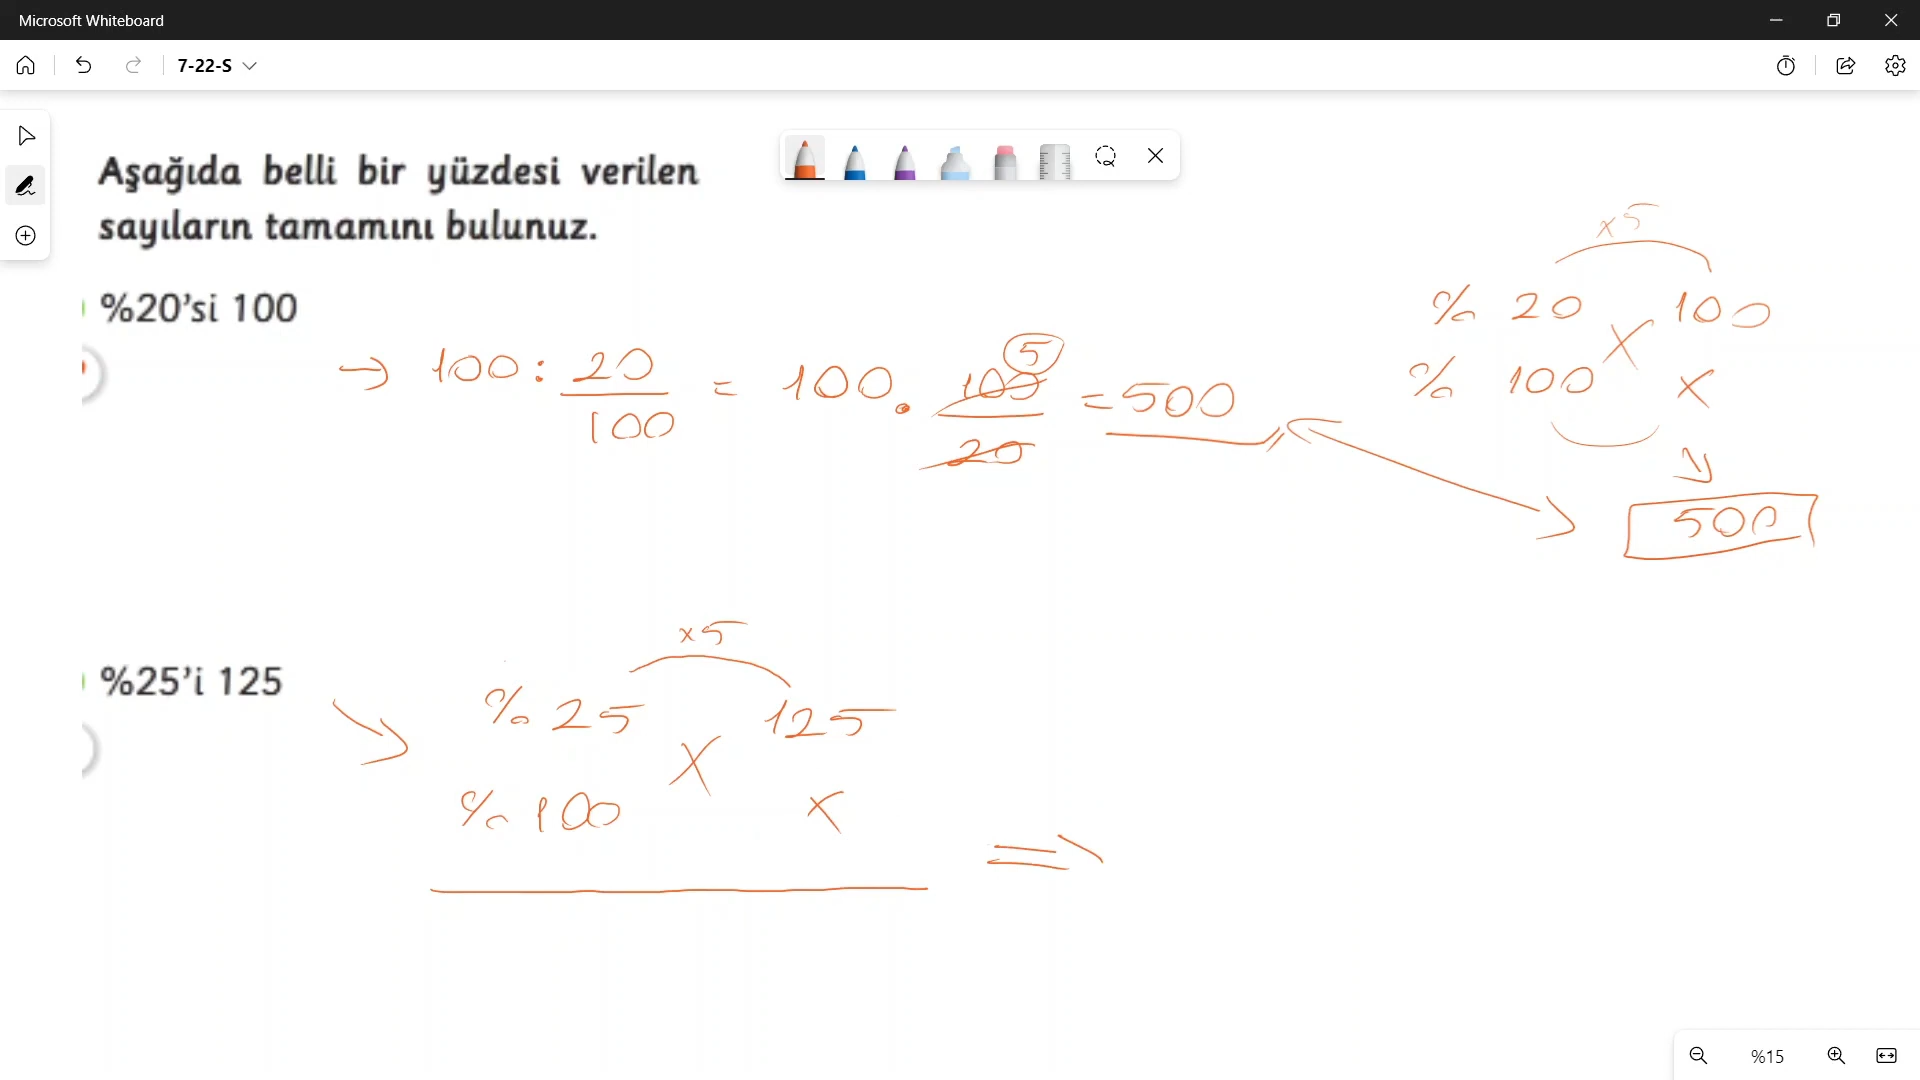 Microsoft Whiteboard
7-22-S
Aşağıda belli bir yüzdesi verilen
sayıların tamamını bulunuz.
%20'si 100
→ 100 : 20/100 = 100 . 100/20 5 = 500
x5
% 20 100
X
% 100 x
500
%25'i 125
x5
% 25 125
X
% 100 x
⇒
%15